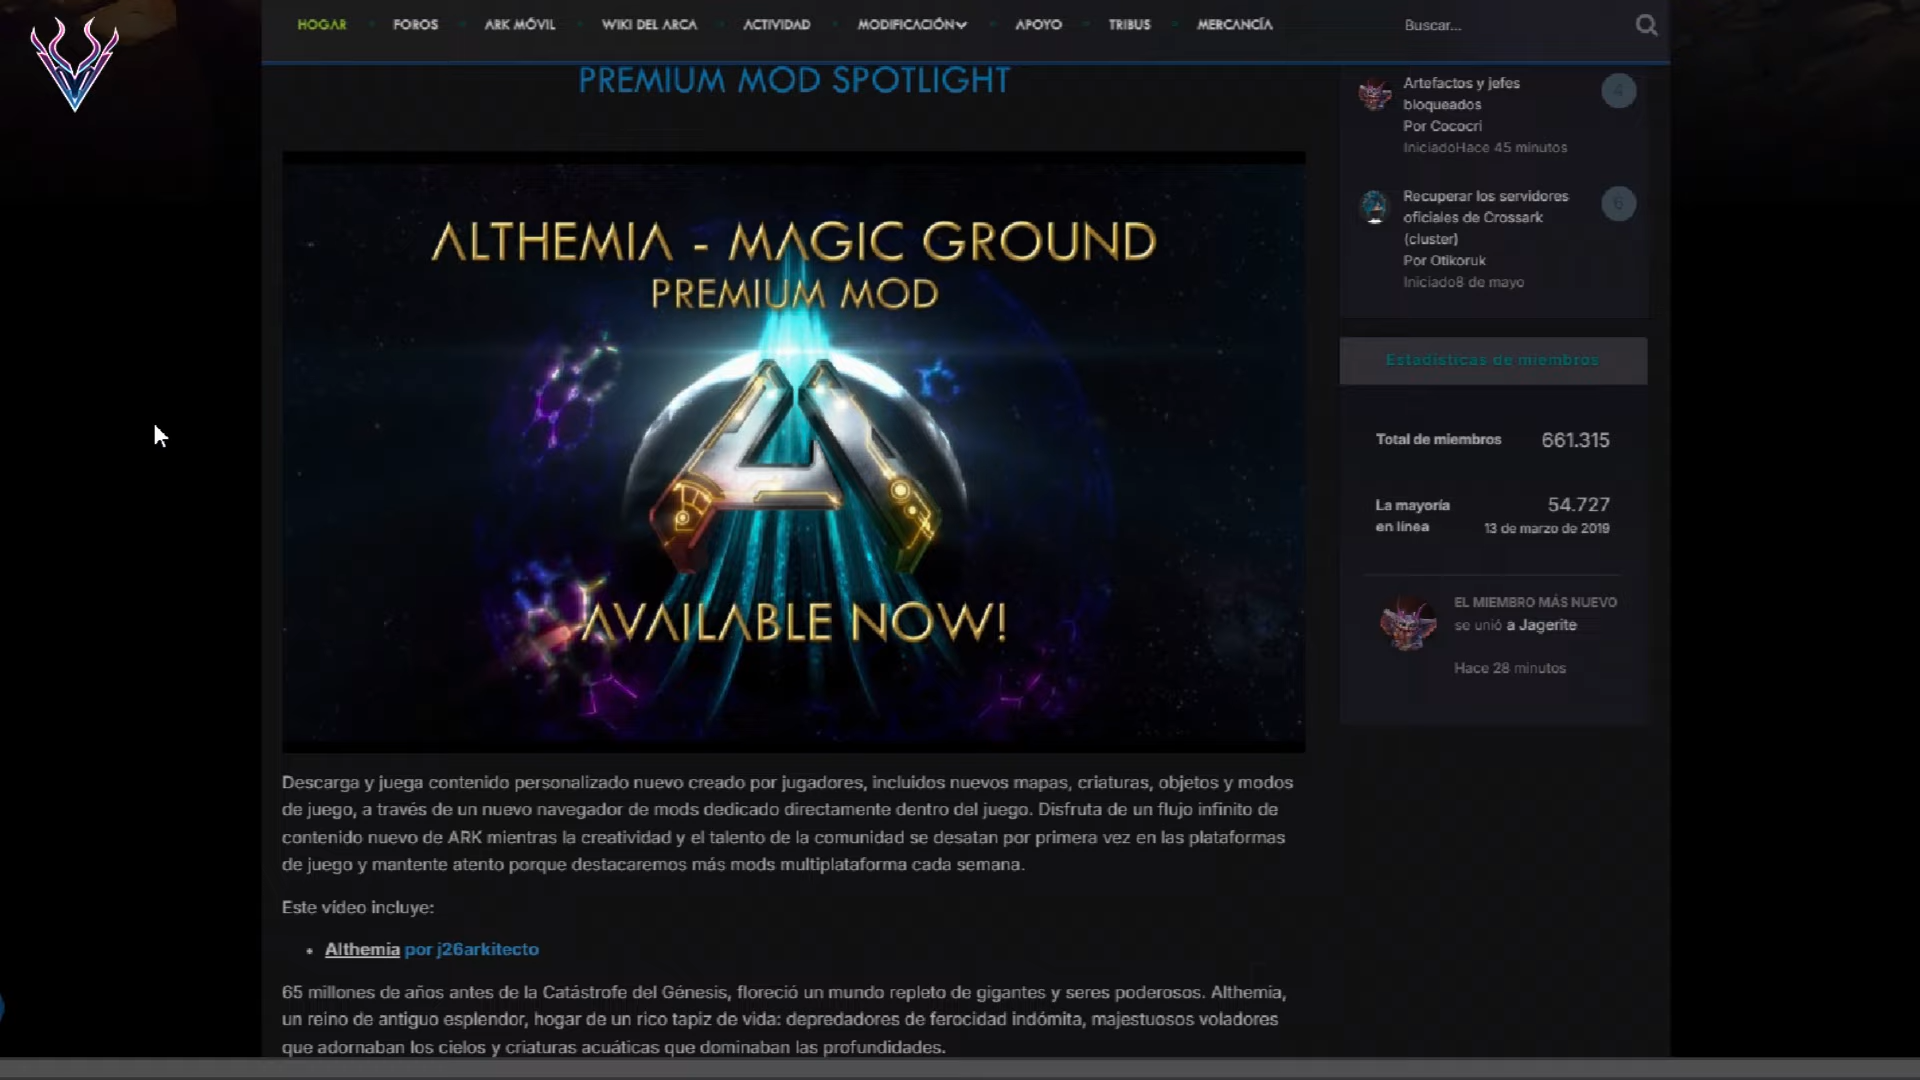 HOGAR FOROS ARK MÓVIL WIKI DEL ARCA ACTIVIDAD MODIFICACIÓN APOYO TRIBUS MERCANCÍA Buscar...
PREMIUM MOD SPOTLIGHT
ALTHEMIA - MAGIC GROUND
PREMIUM MOD
AVAILABLE NOW!
Descarga y juega contenido personalizado nuevo creado por jugadores, incluidos nuevos mapas, criaturas, objetos y modos
de juego, a través de un nuevo navegador de mods dedicado directamente dentro del juego. Disfruta de un flujo infinito de
contenido nuevo de ARK mientras la creatividad y el talento de la comunidad se desatan por primera vez en las plataformas
de juego y mantente atento porque destacaremos más mods multiplataforma cada semana.
Este vídeo incluye:
• Althemia por j26arkitecto
65 millones de años antes de la Catástrofe del Génesis, floreció un mundo repleto de gigantes y seres poderosos. Althemia,
un reino de antiguo esplendor, hogar de un rico tapiz de vida: depredadores de ferocidad indómita, majestuosos voladores
que adornaban los cielos y criaturas acuáticas que dominaban las profundidades.
Artefactos y jefes 4
bloqueados
Por Cococri
IniciadoHace 45 minutos
Recuperar los servidores 6
oficiales de Crossark
(cluster)
Por Otikoruk
Iniciado8 de mayo
Estadísticas de miembros
Total de miembros 661.315
La mayoría 54.727
en línea 13 de marzo de 2019
EL MIEMBRO MÁS NUEVO
se unió a Jagerite
Hace 28 minutos